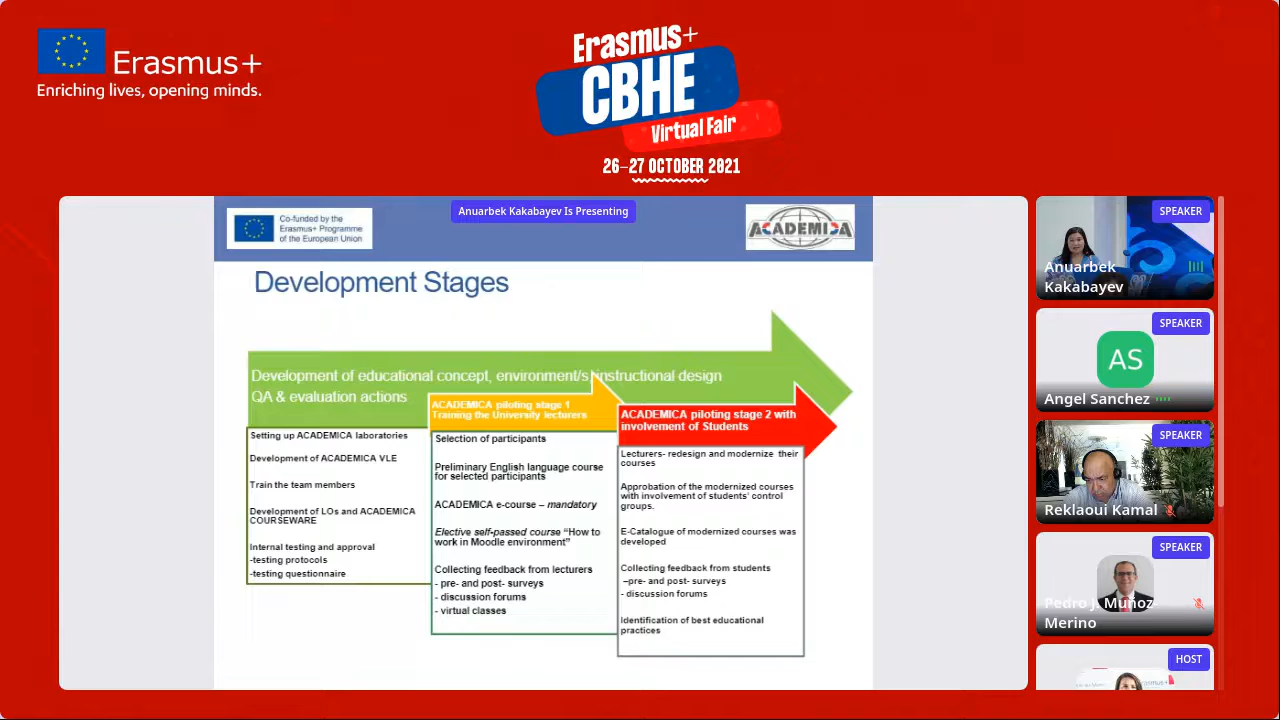 Erasmus+
Enriching lives, opening minds.
Erasmus+
CBHE
Virtual Fair
26–27 OCTOBER 2021
Anuarbek Kakabayev Is Presenting
Co-funded by the
Erasmus+ Programme
of the European Union
ACADEMICA
Development Stages
Development of educational concept, environment/s instructional design
QA & evaluation actions
Setting up ACADEMICA laboratories
Development of ACADEMICA VLE
Train the team members
Development of LOs and ACADEMICA
COURSEWARE
Internal testing and approval
-testing protocols
-testing questionnaire
ACADEMICA piloting stage 1
Training the University lecturers
Selection of participants
Preliminary English language course
for selected participants
ACADEMICA e-course – mandatory
Elective self-passed course “How to
work in Moodle environment”
Collecting feedback from lecturers
- pre- and post- surveys
- discussion forums
- virtual classes
ACADEMICA piloting stage 2 with
involvement of Students
Lecturers- redesign and modernize their
courses
Approbation of the modernized courses
with involvement of students' control
groups.
E-Catalogue of modernized courses was
developed
Collecting feedback from students
–pre- and post- surveys
- discussion forums
Identification of best educational
practices
SPEAKER
Anuarbek
Kakabayev
SPEAKER
AS
Angel Sanchez
SPEAKER
Reklaoui Kamal
SPEAKER
Pedro J. Muñoz
Merino
HOST